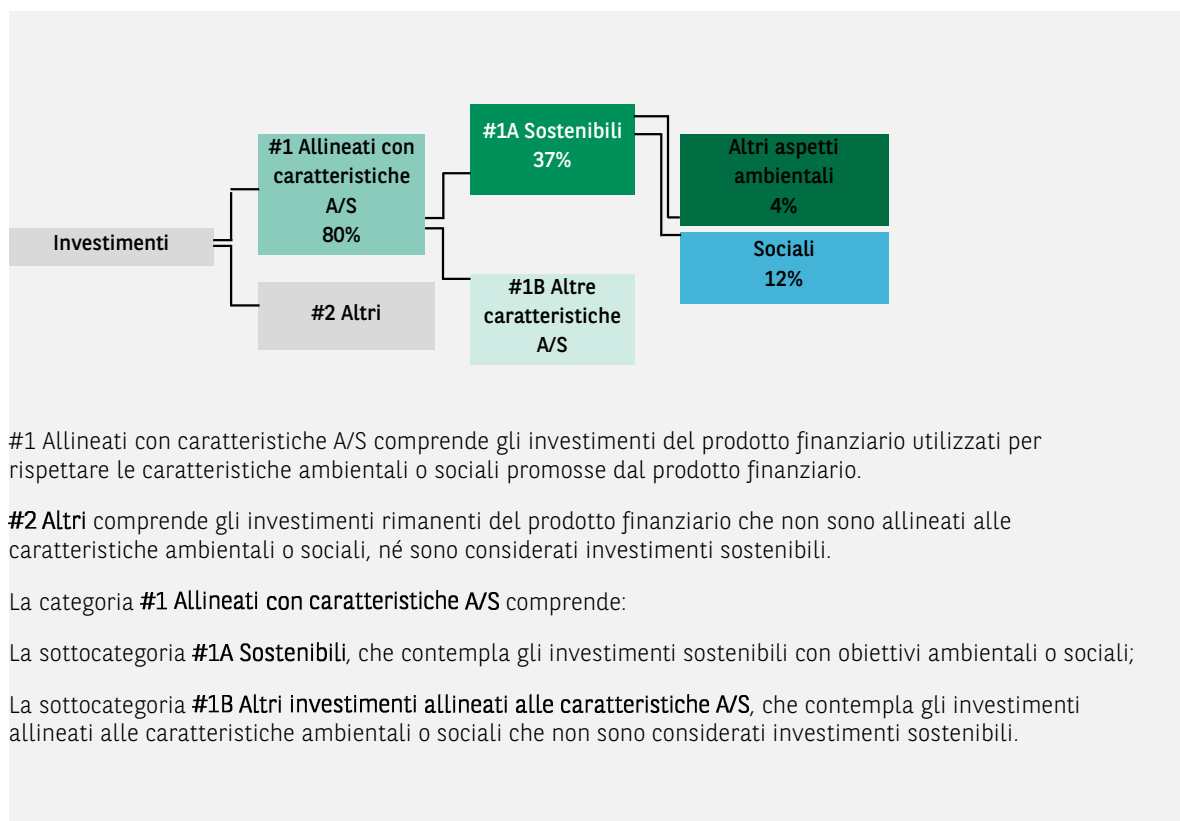 #1A Sostenibili
37%
#1 Allineati con
caratteristiche
A/S
80%
Altri aspetti
ambientali
4%
Investimenti
Sociali
12%
#2 Altri
#1B Altre
caratteristiche
A/S
#1 Allineati con caratteristiche A/S comprende gli investimenti del prodotto finanziario utilizzati per
rispettare le caratteristiche ambientali o sociali promosse dal prodotto finanziario.
#2 Altri comprende gli investimenti rimanenti del prodotto finanziario che non sono allineati alle
caratteristiche ambientali o sociali, né sono considerati investimenti sostenibili.
La categoria #1 Allineati con caratteristiche A/S comprende:
La sottocategoria #1A Sostenibili, che contempla gli investimenti sostenibili con obiettivi ambientali o sociali;
La sottocategoria #1B Altri investimenti allineati alle caratteristiche A/S, che contempla gli investimenti
allineati alle caratteristiche ambientali o sociali che non sono considerati investimenti sostenibili.